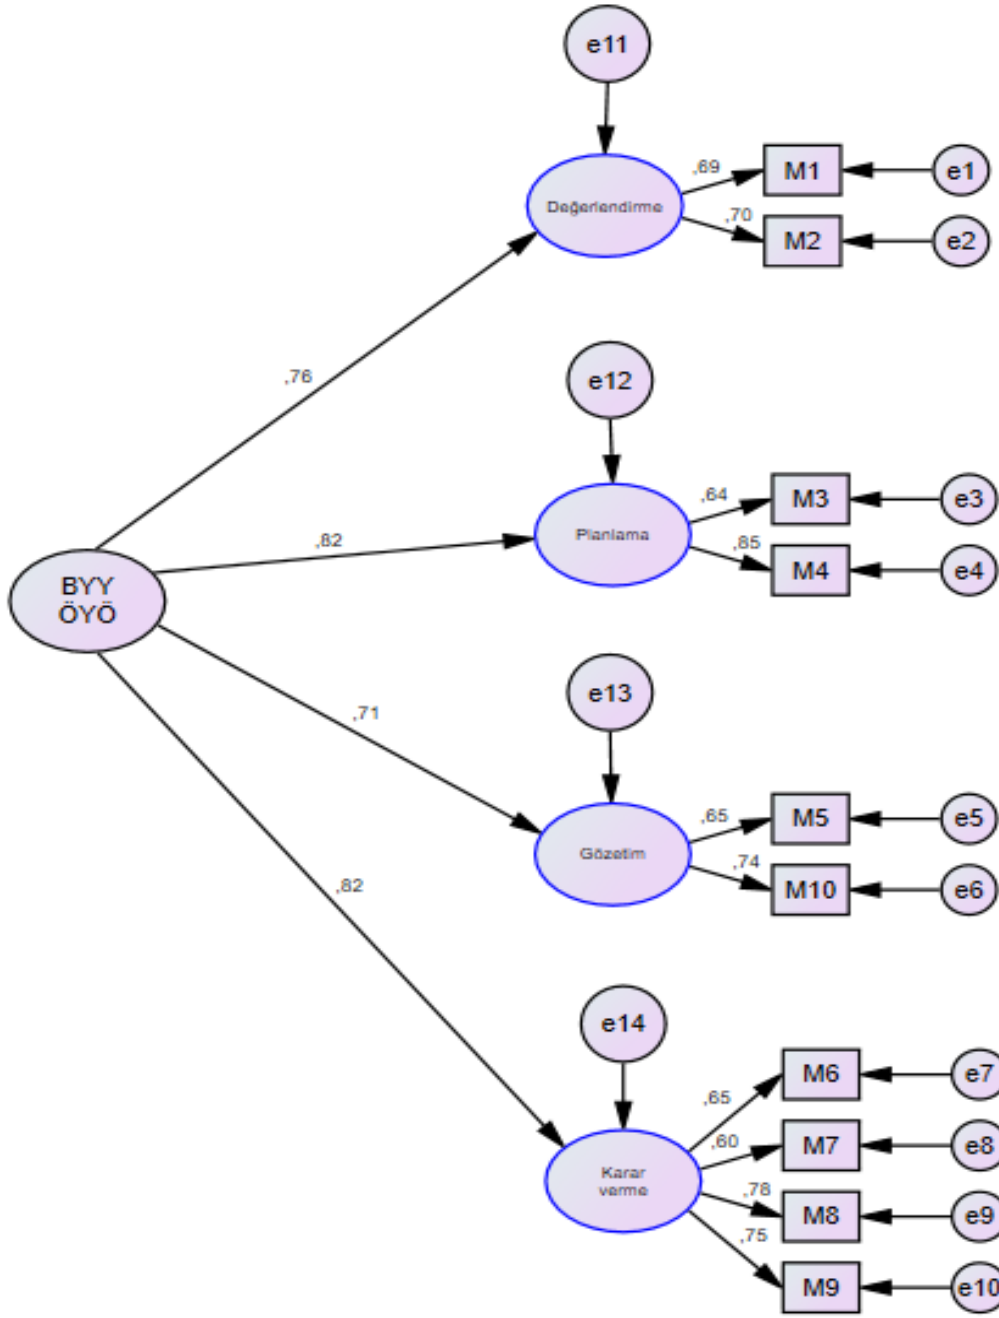 e11
,69
M1
e1
Değerlendirme
,70
M2
e2
,76
e12
,64
M3
e3
,82
Planlama
,85
M4
e4
BYY
ÖYÖ
e13
,71
,65
M5
e5
Gözetim
,74
M10
e6
,82
e14
,65
M6
e7
,60
M7
e8
Karar
verme
,78
M8
e9
,75
M9
e10